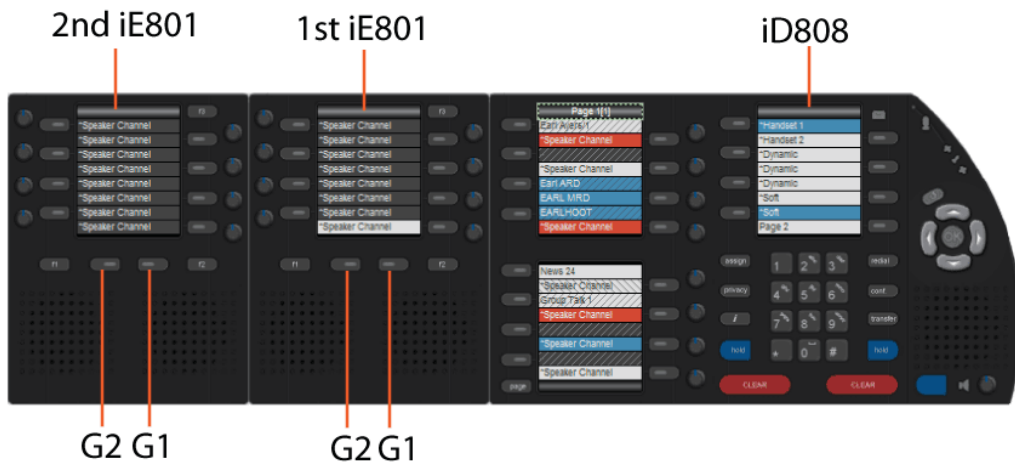 2nd iE801 1st iE801 iD808
f3
*Speaker Channel
*Speaker Channel
*Speaker Channel
*Speaker Channel
*Speaker Channel
*Speaker Channel
*Speaker Channel
*Speaker Channel
f1
f2
f3
*Speaker Channel
*Speaker Channel
*Speaker Channel
*Speaker Channel
*Speaker Channel
*Speaker Channel
*Speaker Channel
*Speaker Channel
f1
f2
Page 1[1]
*Speaker Channel
*Speaker Channel
Earl ARD
EARL MRD
EARLHOOT
*Speaker Channel
News 24
*Speaker Channel
Group Talk 1
*Speaker Channel
*Speaker Channel
*Speaker Channel
page
*Handset 1
*Handset 2
*Dynamic
*Dynamic
*Dynamic
*Soft
*Soft
Page 2
assign 1 2 3 redial
privacy 4 5 6 conf
i 7 8 9 transfer
hold * 0 # hold
CLEAR CLEAR
OK
G2 G1 G2 G1